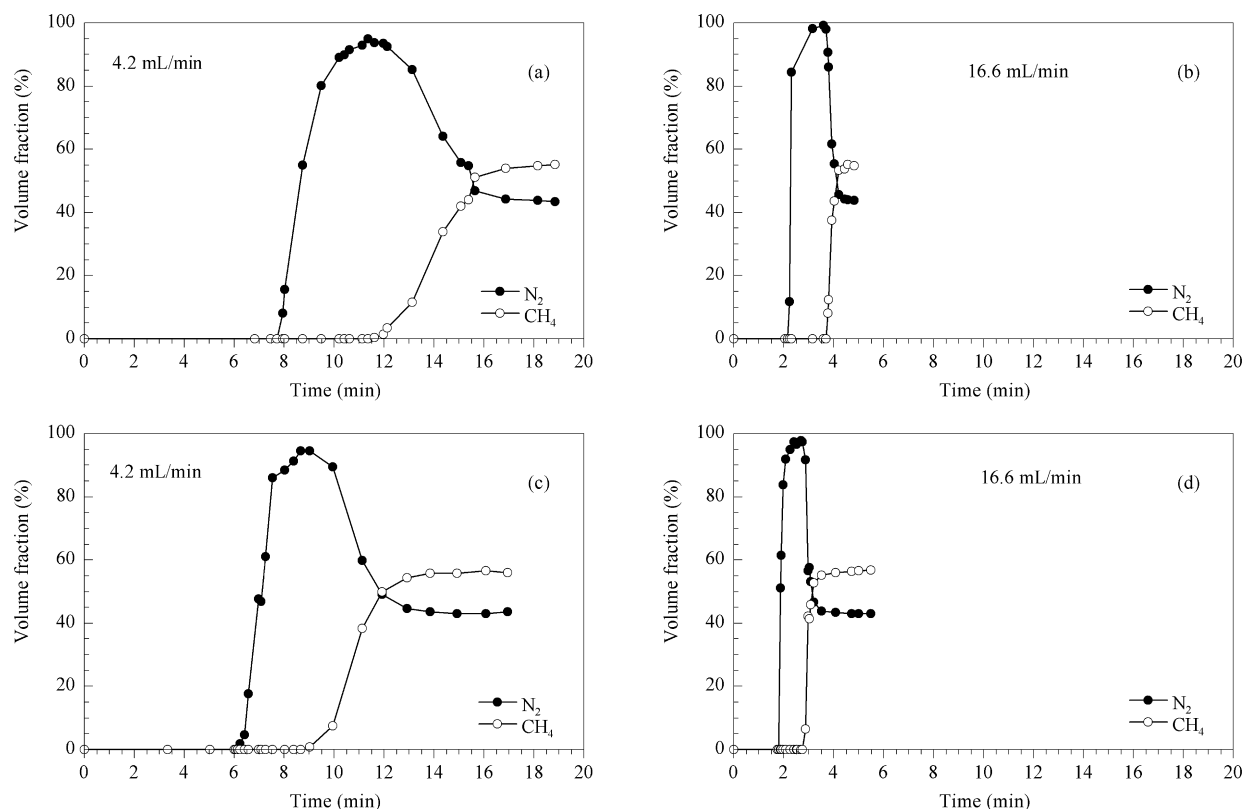 100
80
60
40
20
0
Volume fraction (%)
4.2 mL/min
(a)
N₂
CH₄
0 2 4 6 8 10 12 14 16 18 20
Time (min)
100
80
60
40
20
0
Volume fraction (%)
16.6 mL/min
(b)
N₂
CH₄
0 2 4 6 8 10 12 14 16 18 20
Time (min)
100
80
60
40
20
0
Volume fraction (%)
4.2 mL/min
(c)
N₂
CH₄
0 2 4 6 8 10 12 14 16 18 20
Time (min)
100
80
60
40
20
0
Volume fraction (%)
16.6 mL/min
(d)
N₂
CH₄
0 2 4 6 8 10 12 14 16 18 20
Time (min)